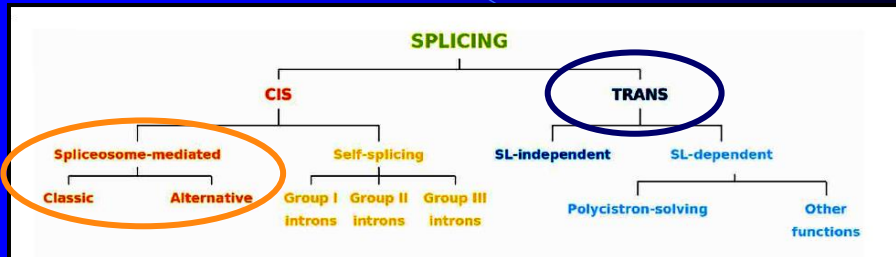 SPLICING
CIS TRANS
Spliceosome-mediated Self-splicing SL-independent SL-dependent
Classic Alternative Group I Group II Group III
introns introns introns
Polycistron-solving Other
functions